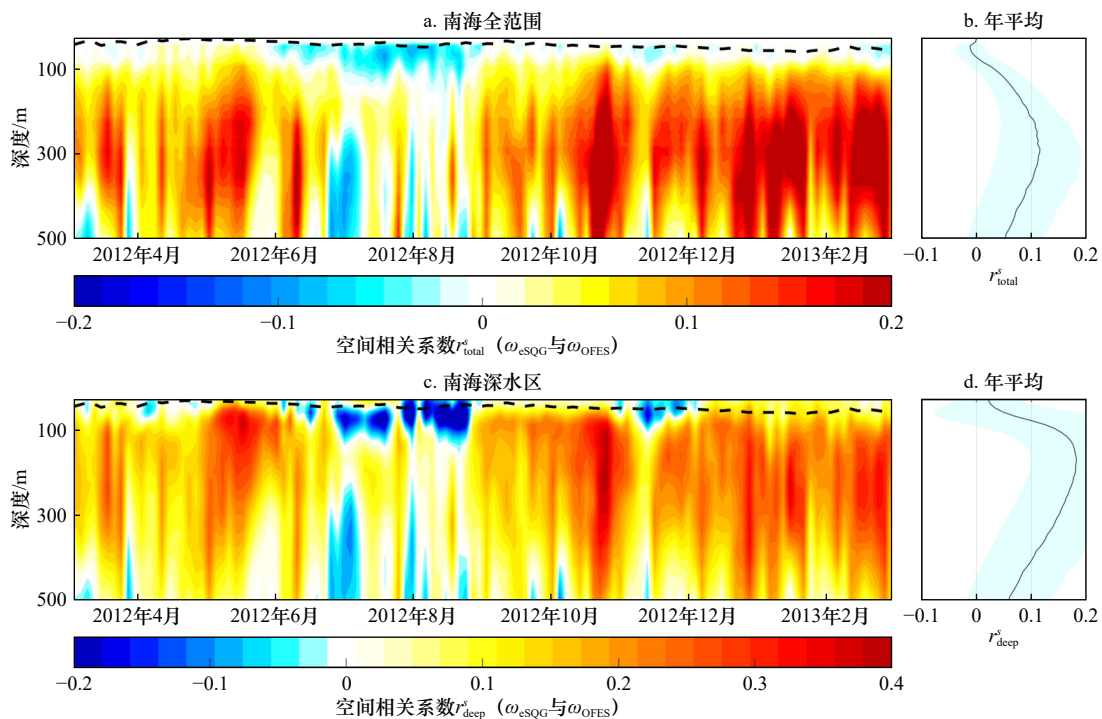 a. 南海全范围
b. 年平均
深度/m
100
300
500
2012年4月 2012年6月 2012年8月 2012年10月 2012年12月 2013年2月
−0.1 0 0.1 0.2
r^s_total
−0.2 −0.1 0 0.1 0.2
空间相关系数r^s_total（ω_eSQG与ω_OFES）
c. 南海深水区
d. 年平均
深度/m
100
300
500
2012年4月 2012年6月 2012年8月 2012年10月 2012年12月 2013年2月
−0.1 0 0.1 0.2
r^s_deep
−0.2 −0.1 0 0.1 0.2 0.3 0.4
空间相关系数r^s_deep（ω_eSQG与ω_OFES）